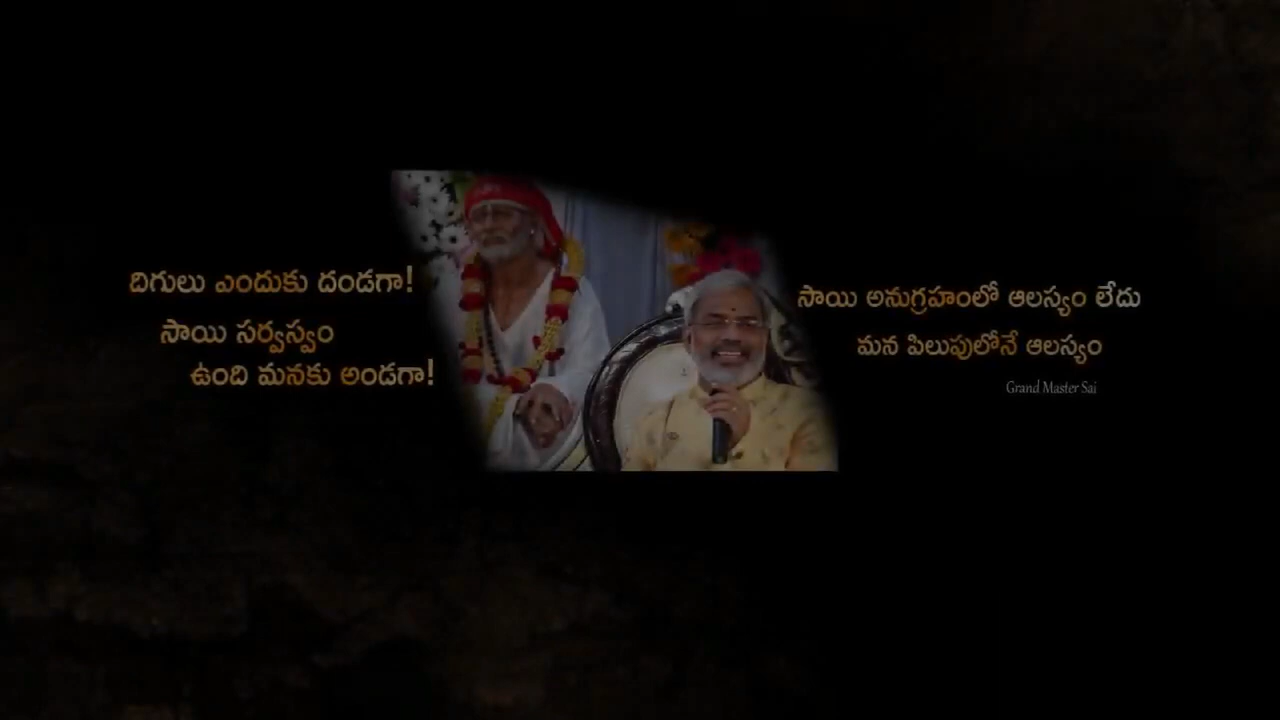 దిగులు ఎందుకు దండగా!
సాయి సర్వస్వం
ఉంది మనకు అండగా!
సాయి అనుగ్రహంలో ఆలస్యం లేదు
మన పిలుపులోనే ఆలస్యం
Grand Master Sai